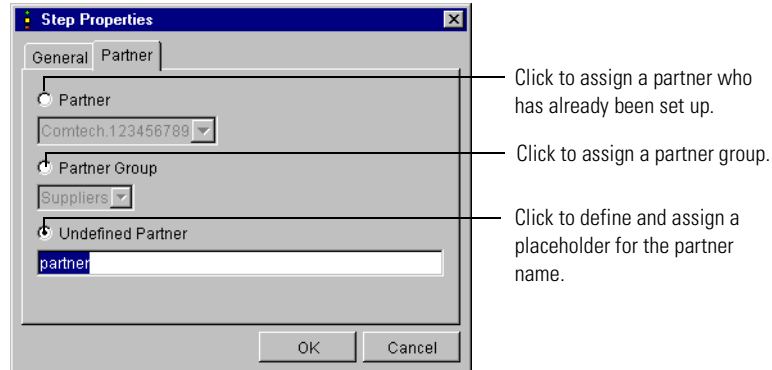 Step Properties
General Partner
Partner
Comtech.123456789
Partner Group
Suppliers
Undefined Partner
partner
OK Cancel
Click to assign a partner who
has already been set up.
Click to assign a partner group.
Click to define and assign a
placeholder for the partner
name.